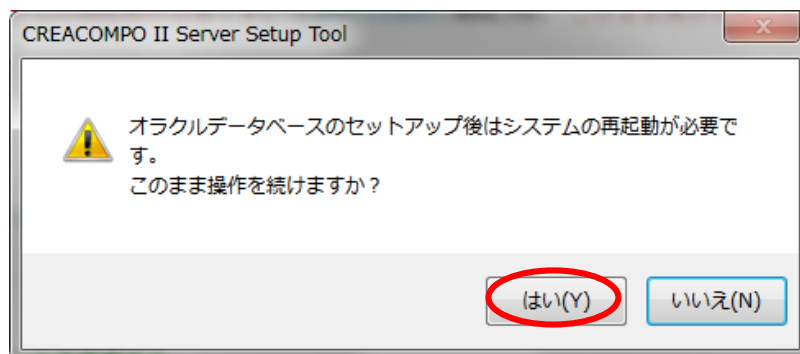 CREACOMPO II Server Setup Tool
オラクルデータベースのセットアップ後はシステムの再起動が必要で
す。
このまま操作を続けますか？
はい(Y) いいえ(N)